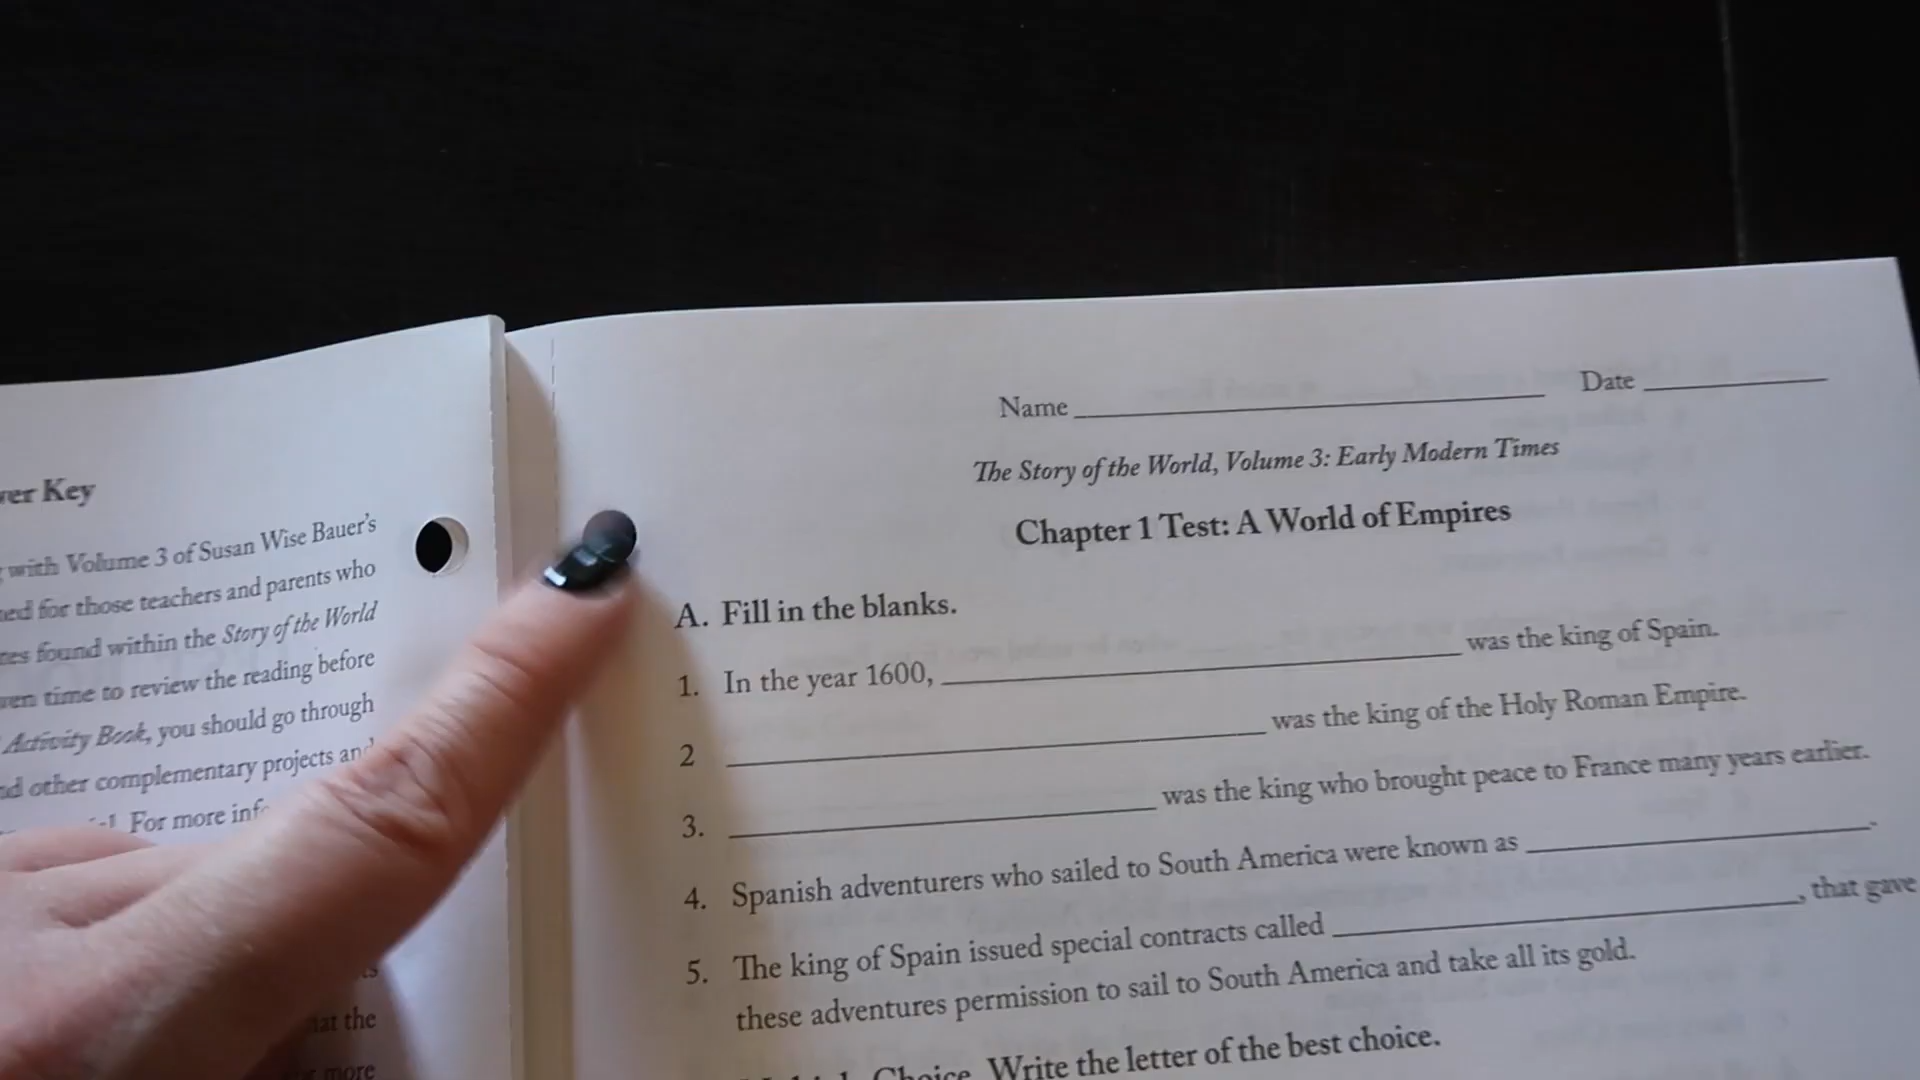 Key
with Volume 3 of Susan Wise Bauer's
for those teachers and parents who
found within the Story of the World
time to review the reading before
Activity Book, you should go through
other complementary projects and
For more
the
more
Name Date
The Story of the World, Volume 3: Early Modern Times
Chapter 1 Test: A World of Empires
A. Fill in the blanks.
1. In the year 1600, was the king of Spain.
2 was the king of the Holy Roman Empire.
3. was the king who brought peace to France many years earlier.
4. Spanish adventurers who sailed to South America were known as .
5. The king of Spain issued special contracts called , that gave
these adventures permission to sail to South America and take all its gold.
Choice. Write the letter of the best choice.